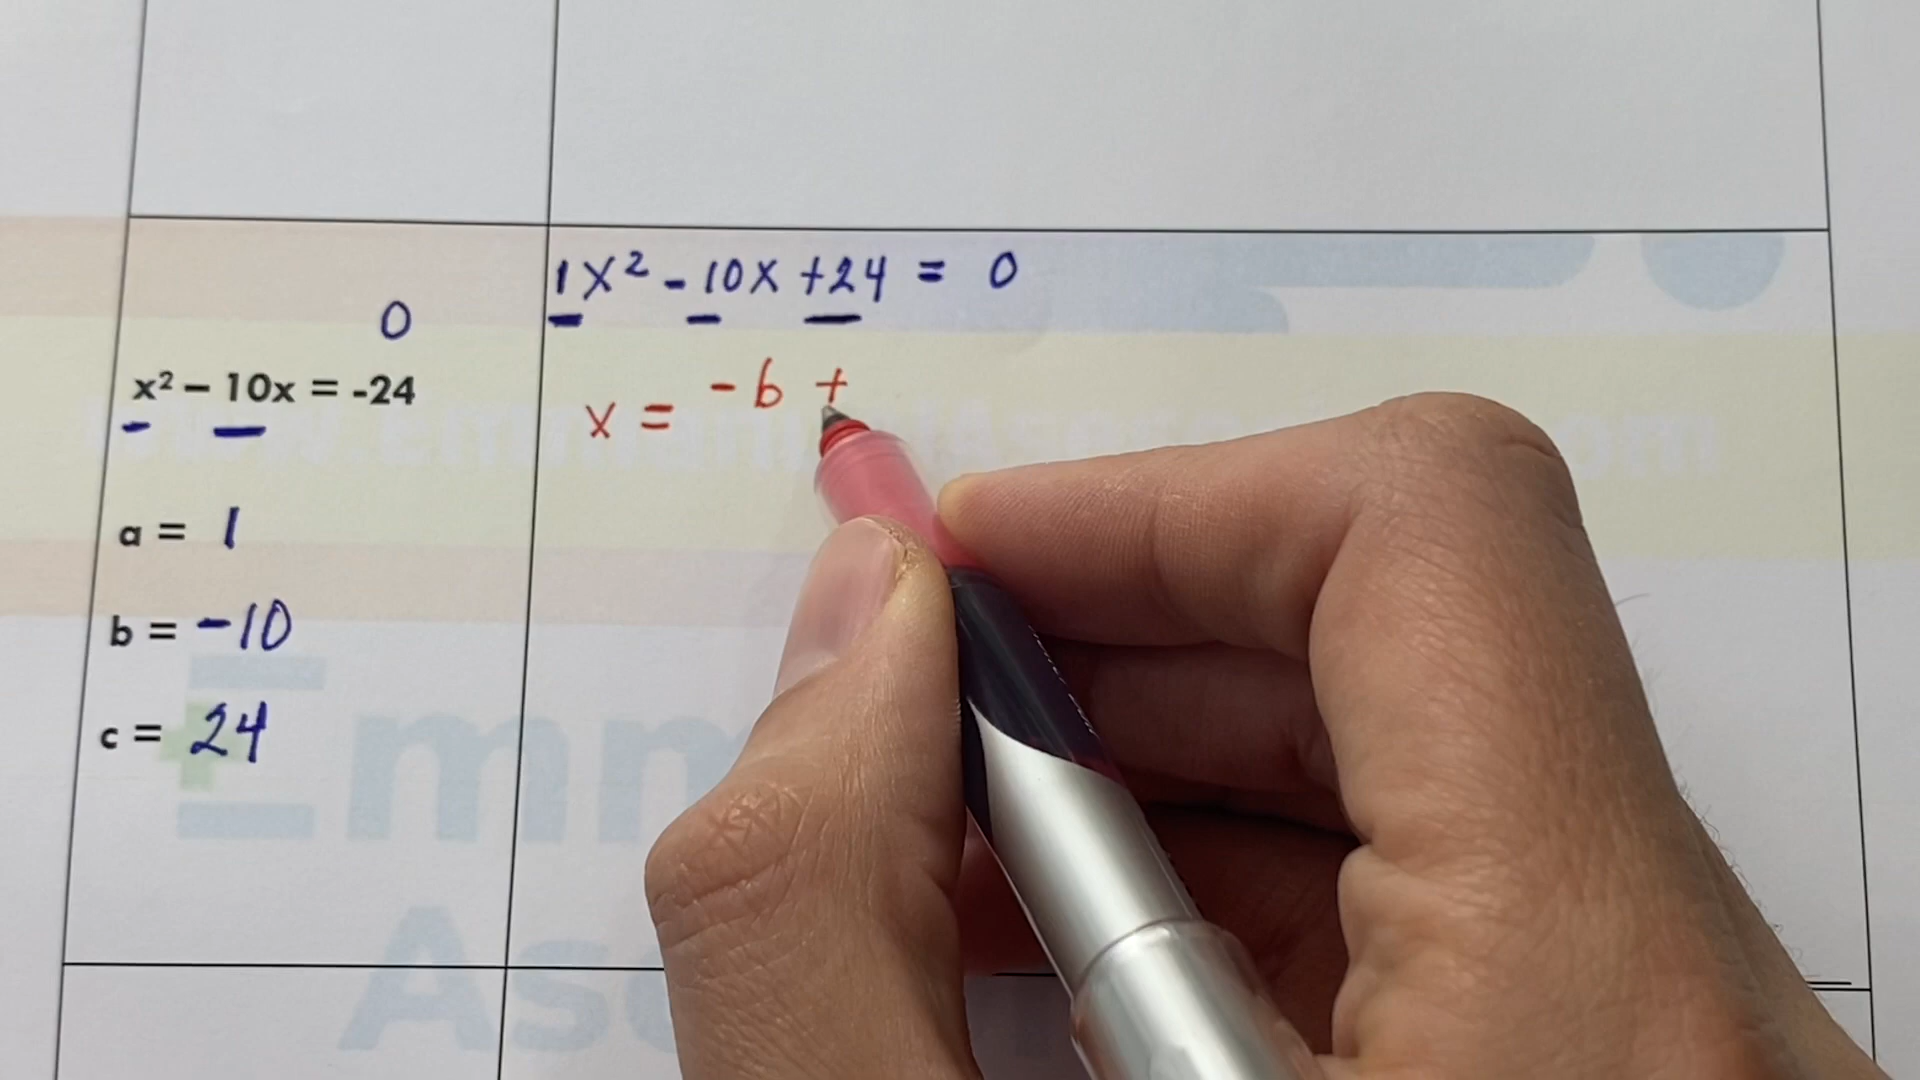 0
x² – 10x = -24
a = 1
b = -10
c = 24
1x² - 10x + 24 = 0
x = -b +